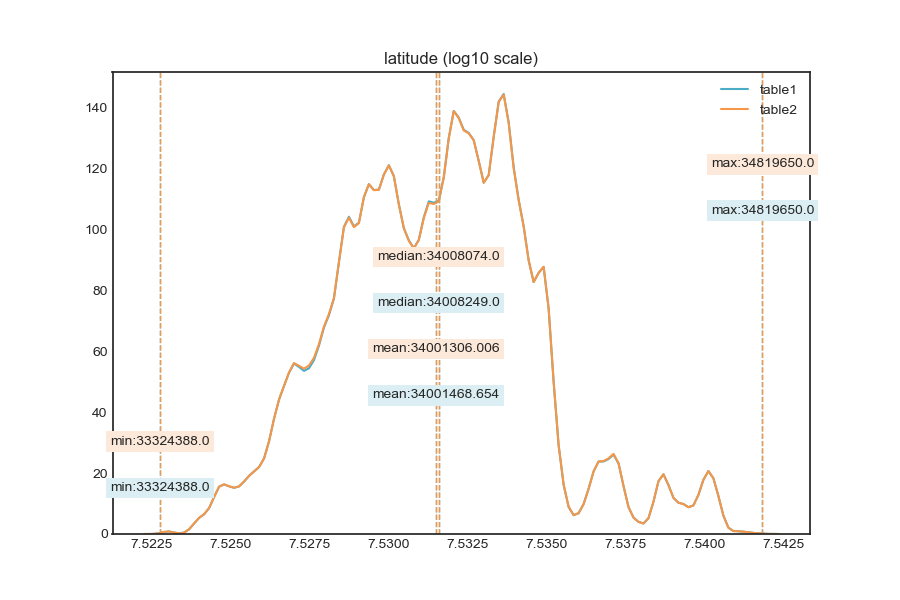 latitude (log10 scale)
table1
table2
140
120
100
80
60
40
20
0
max:34819650.0
max:34819650.0
median:34008074.0
median:34008249.0
mean:34001306.006
mean:34001468.654
min:33324388.0
min:33324388.0
7.5225 7.5250 7.5275 7.5300 7.5325 7.5350 7.5375 7.5400 7.5425